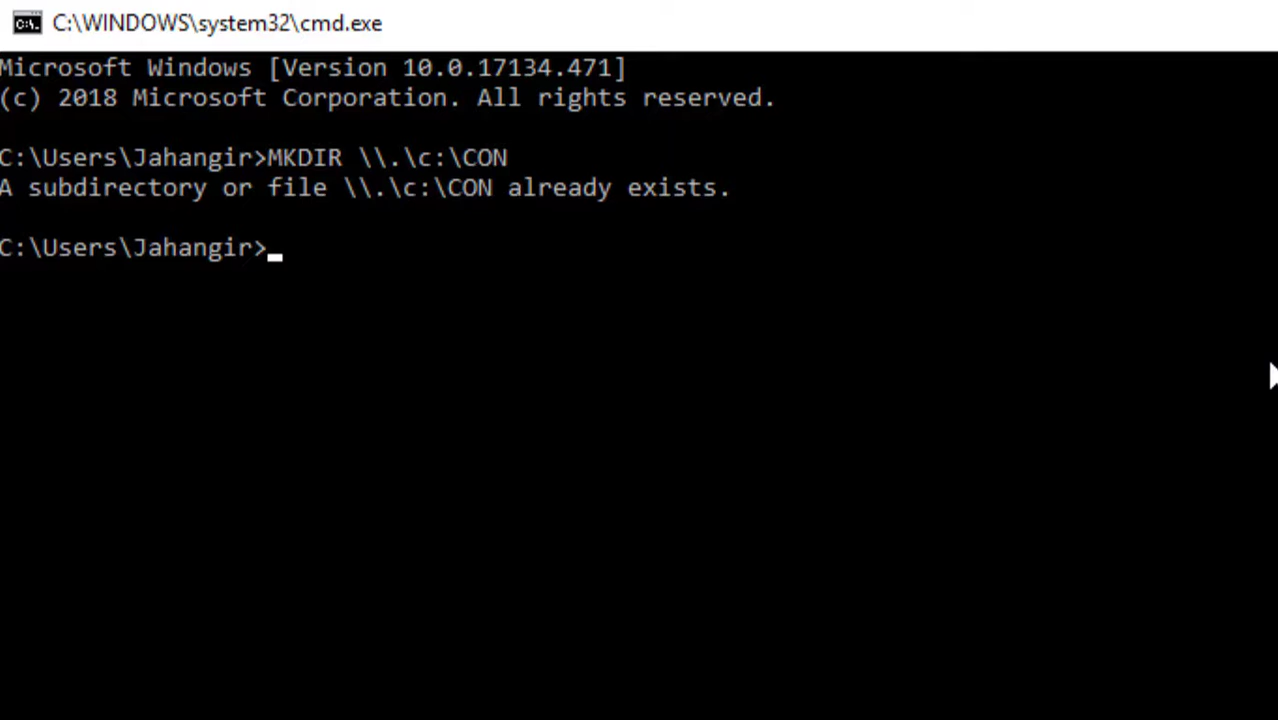 C:\WINDOWS\system32\cmd.exe
Microsoft Windows [Version 10.0.17134.471]
(c) 2018 Microsoft Corporation. All rights reserved.
C:\Users\Jahangir>MKDIR \\.\c:\CON
A subdirectory or file \\.\c:\CON already exists.
C:\Users\Jahangir>